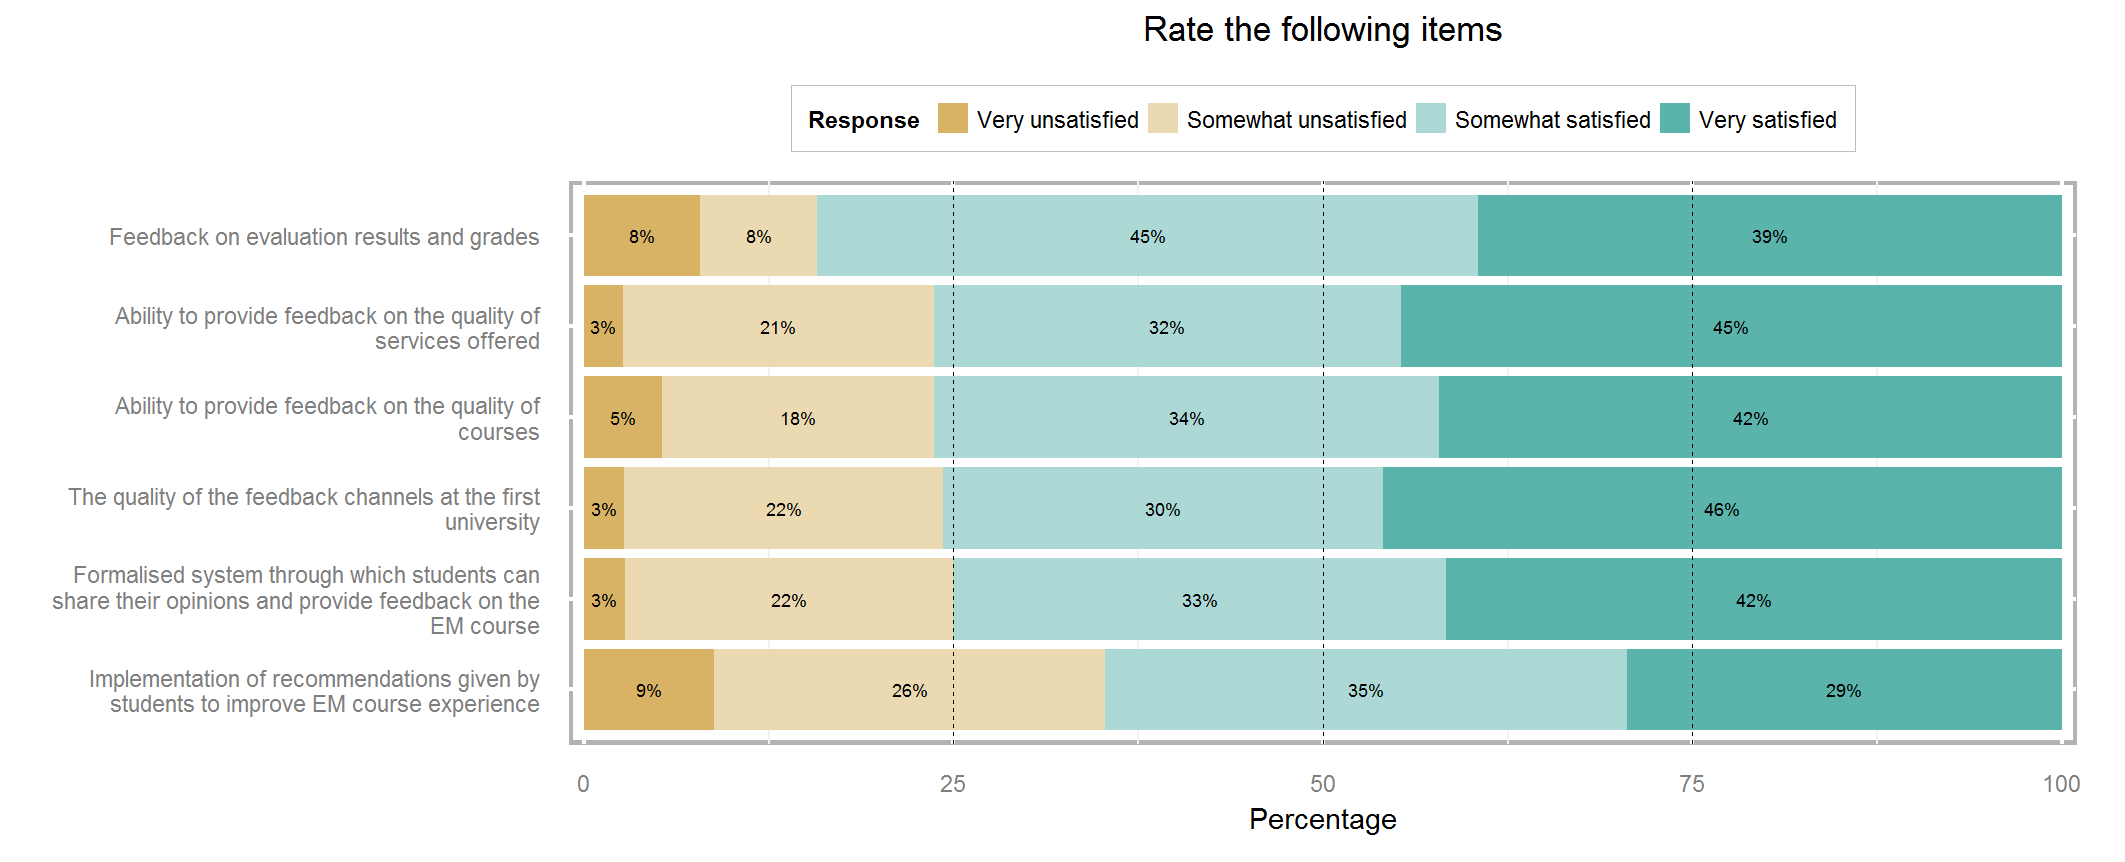 Rate the following items
Response Very unsatisfied Somewhat unsatisfied Somewhat satisfied Very satisfied
Feedback on evaluation results and grades
8% 8% 45% 39%
Ability to provide feedback on the quality of
services offered
3% 21% 32% 45%
Ability to provide feedback on the quality of
courses
5% 18% 34% 42%
The quality of the feedback channels at the first
university
3% 22% 30% 46%
Formalised system through which students can
share their opinions and provide feedback on the
EM course
3% 22% 33% 42%
Implementation of recommendations given by
students to improve EM course experience
9% 26% 35% 29%
0 25 50 75 100
Percentage